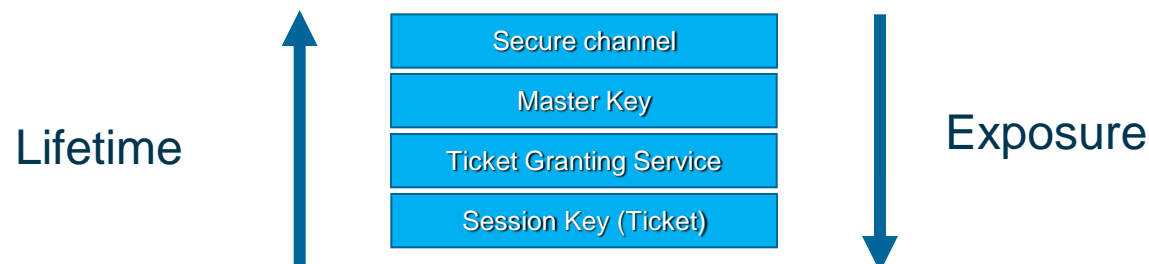 Secure channel
Master Key
Lifetime
Exposure
Ticket Granting Service
Session Key (Ticket)